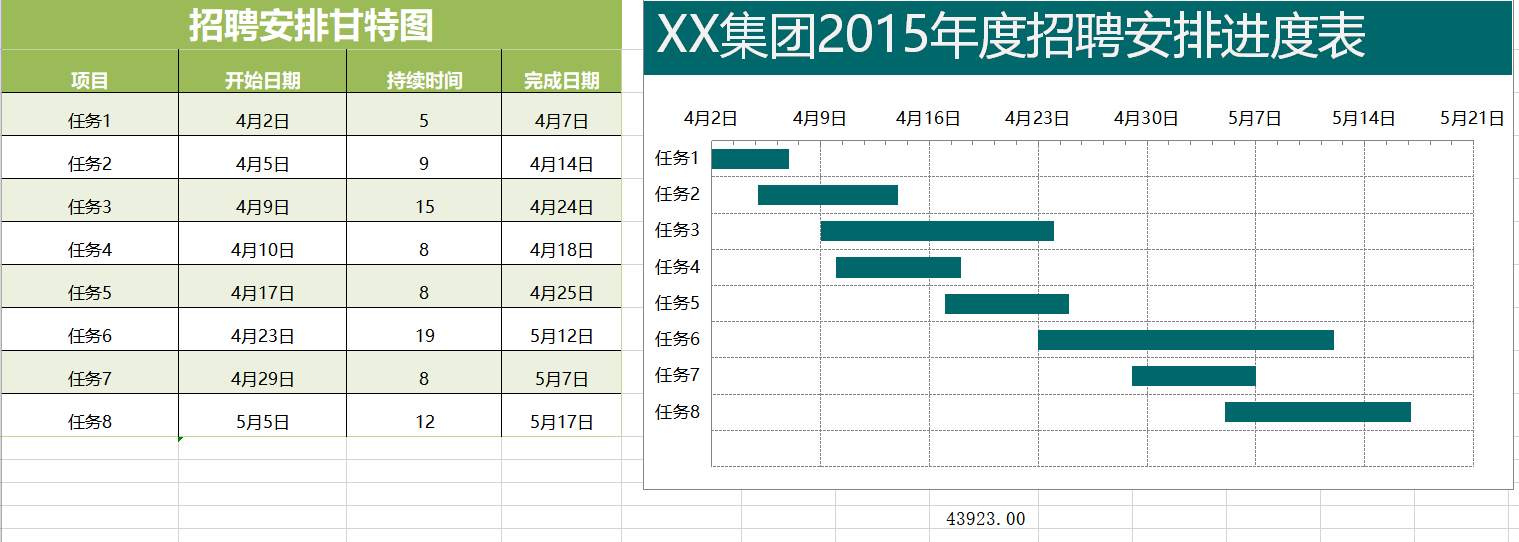 招聘安排甘特图
项目 开始日期 持续时间 完成日期
任务1 4月2日 5 4月7日
任务2 4月5日 9 4月14日
任务3 4月9日 15 4月24日
任务4 4月10日 8 4月18日
任务5 4月17日 8 4月25日
任务6 4月23日 19 5月12日
任务7 4月29日 8 5月7日
任务8 5月5日 12 5月17日
XX集团2015年度招聘安排进度表
4月2日 4月9日 4月16日 4月23日 4月30日 5月7日 5月14日 5月21日
任务1
任务2
任务3
任务4
任务5
任务6
任务7
任务8
43923.00